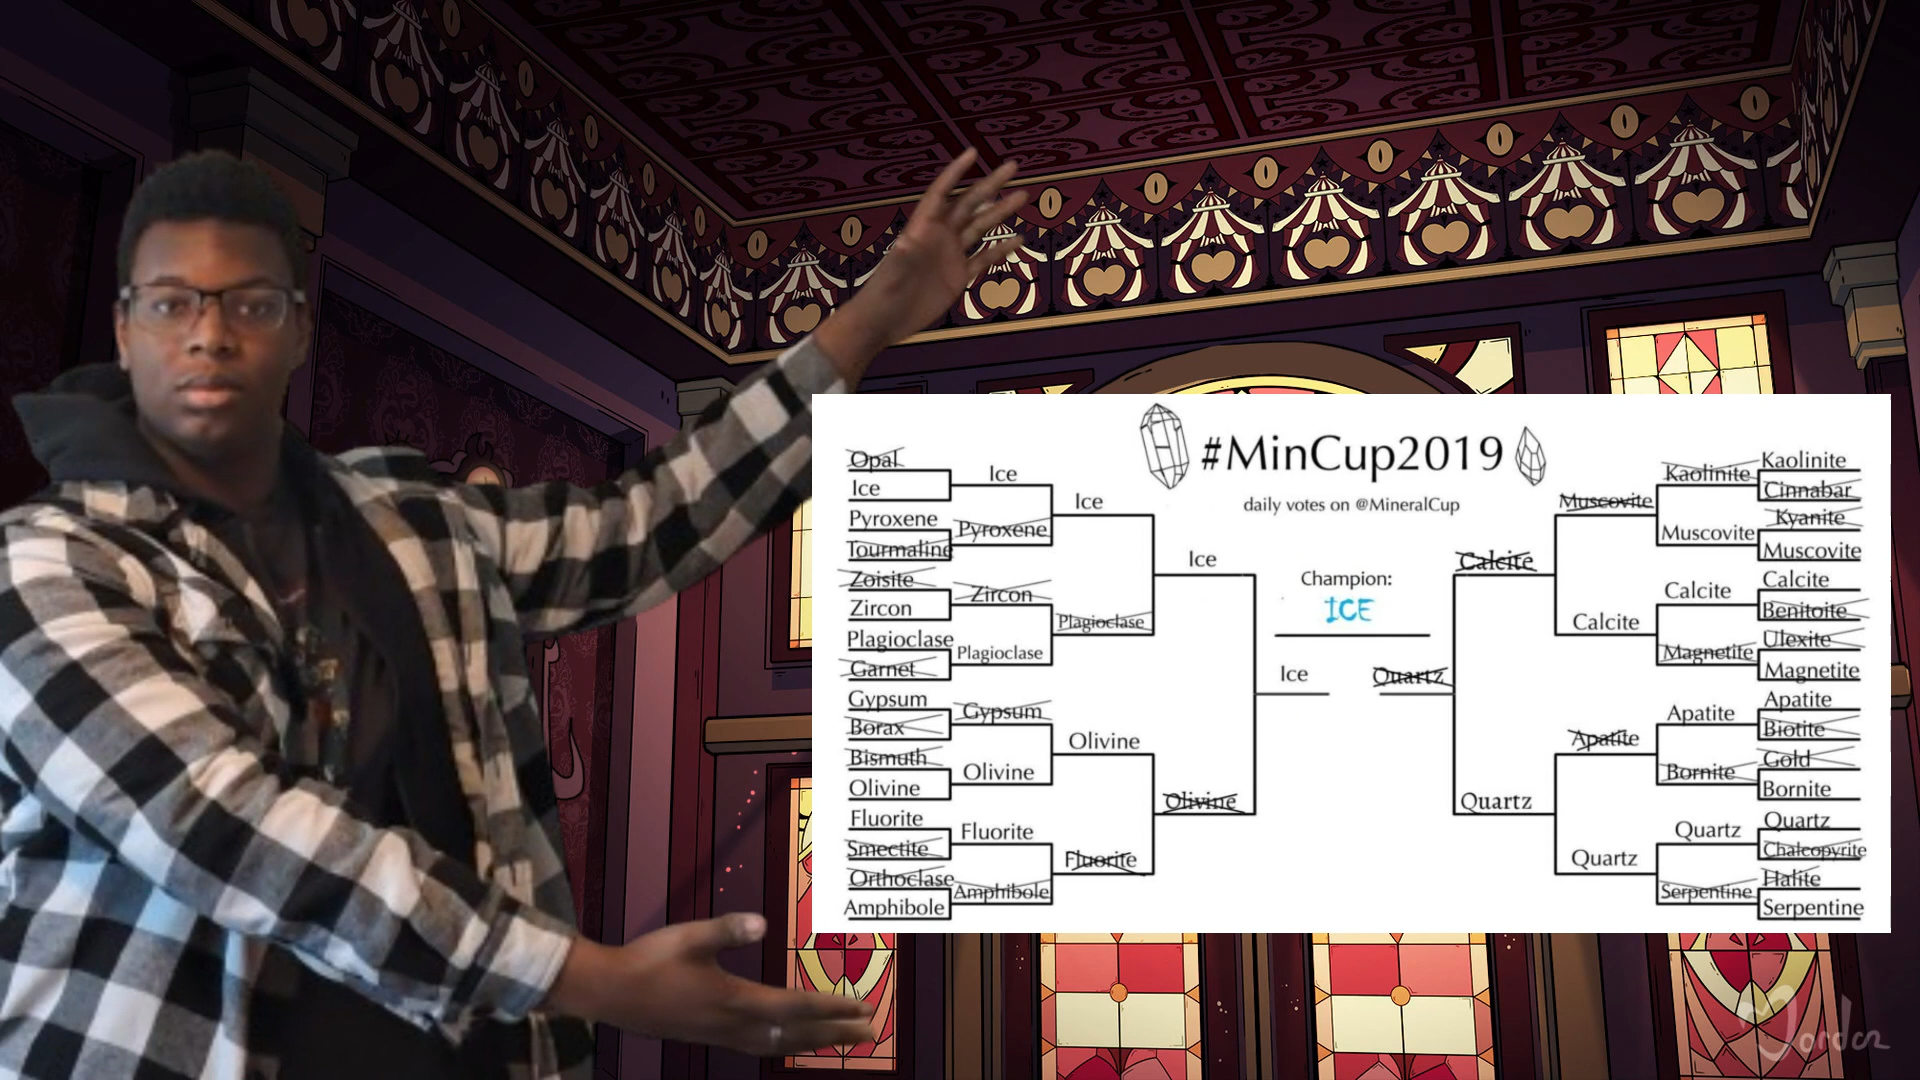 #MinCup2019
daily votes on @MineralCup
Opal
Ice
Pyroxene
Tourmaline
Zoisite
Zircon
Plagioclase
Garnet
Gypsum
Borax
Bismuth
Olivine
Fluorite
Smectite
Orthoclase
Amphibole
Ice
Pyroxene
Zircon
Plagioclase
Gypsum
Olivine
Fluorite
Amphibole
Ice
Plagioclase
Olivine
Fluorite
Ice
Olivine
Ice
Champion:
ICE
Quartz
Calcite
Quartz
Muscovite
Calcite
Apatite
Quartz
Kaolinite
Muscovite
Calcite
Magnetite
Apatite
Bornite
Quartz
Serpentine
Kaolinite
Cinnabar
Kyanite
Muscovite
Calcite
Benitoite
Ulexite
Magnetite
Apatite
Biotite
Gold
Bornite
Quartz
Chalcopyrite
Halite
Serpentine